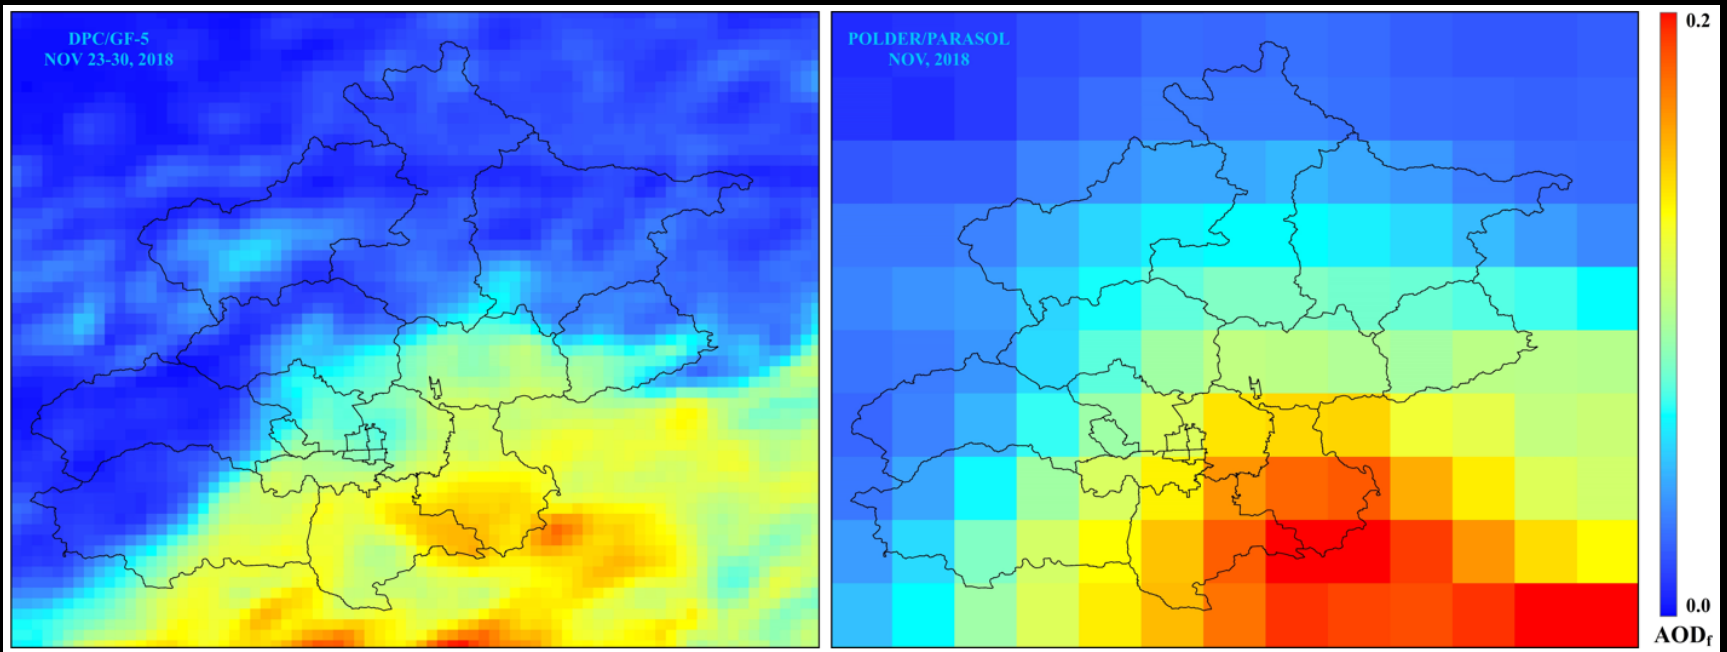 DPC/GF-5
NOV 23-30, 2018
POLDER/PARASOL
NOV, 2018
0.2
0.0
AODf